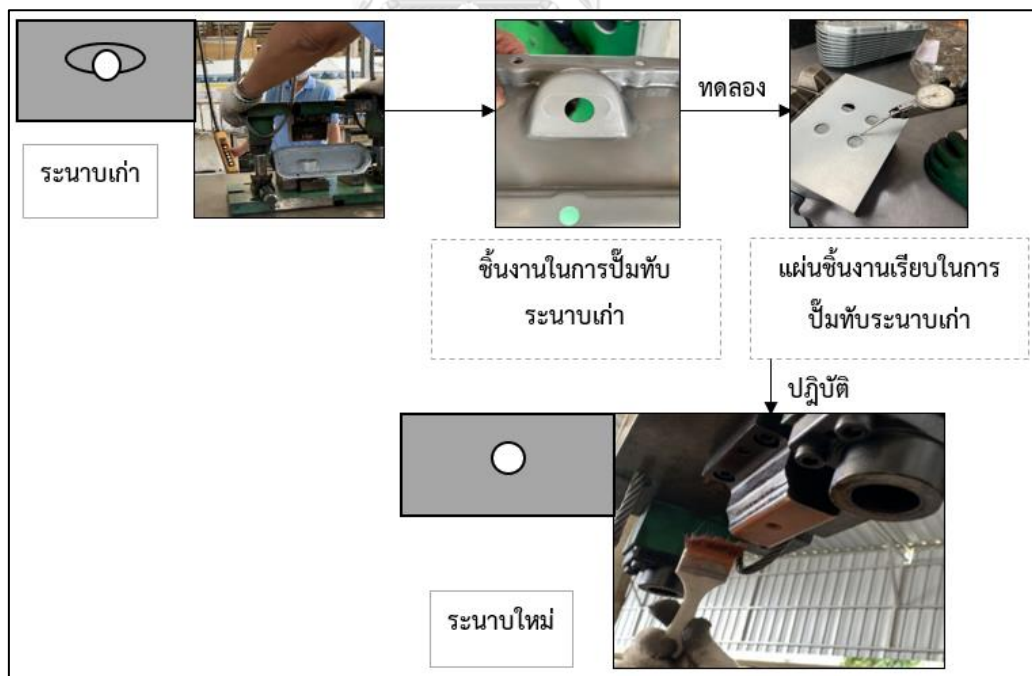 ระนาบเก่า
ทดลอง
ชิ้นงานในการปั๊มทับ
ระนาบเก่า
แผ่นชิ้นงานเรียบในการ
ปั๊มทับระนาบเก่า
ปฎิบัติ
ระนาบใหม่